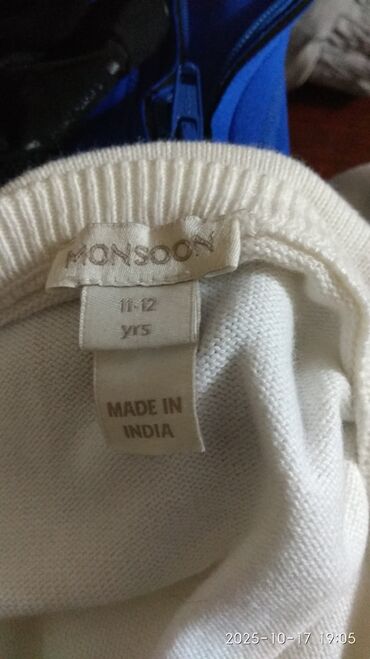 MONSOON
11-12
yrs
MADE IN
INDIA
2025-10-17 19:05